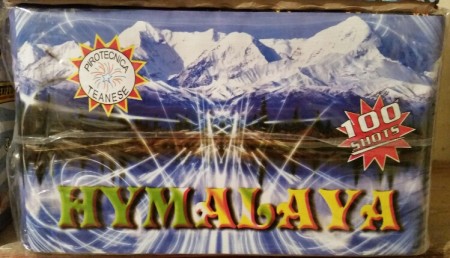 PIROTECNICA
TEANESE
100
SHOTS
HYMALAYA